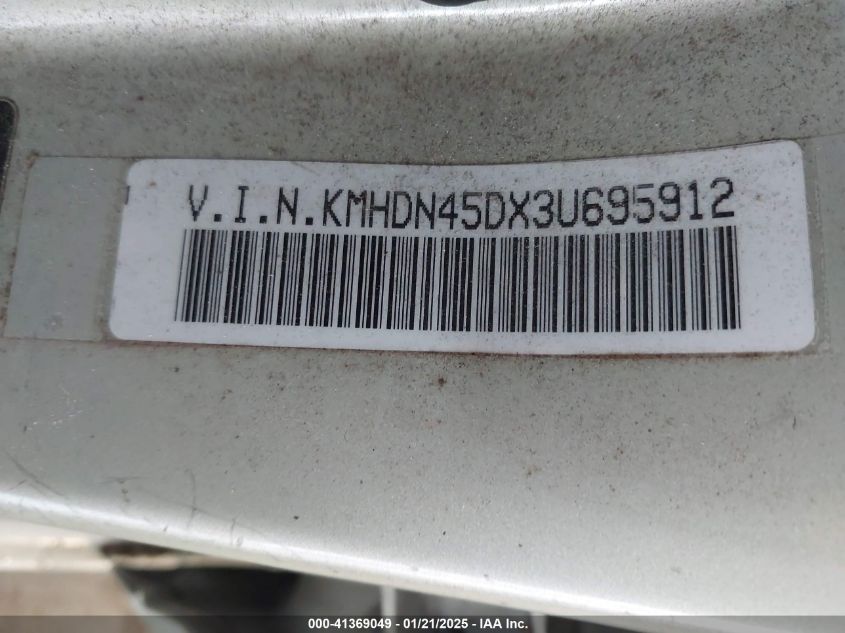 V.I.N.KMHDN45DX3U695912
000-41369049 | 01/21/2025 - IAA, Inc.